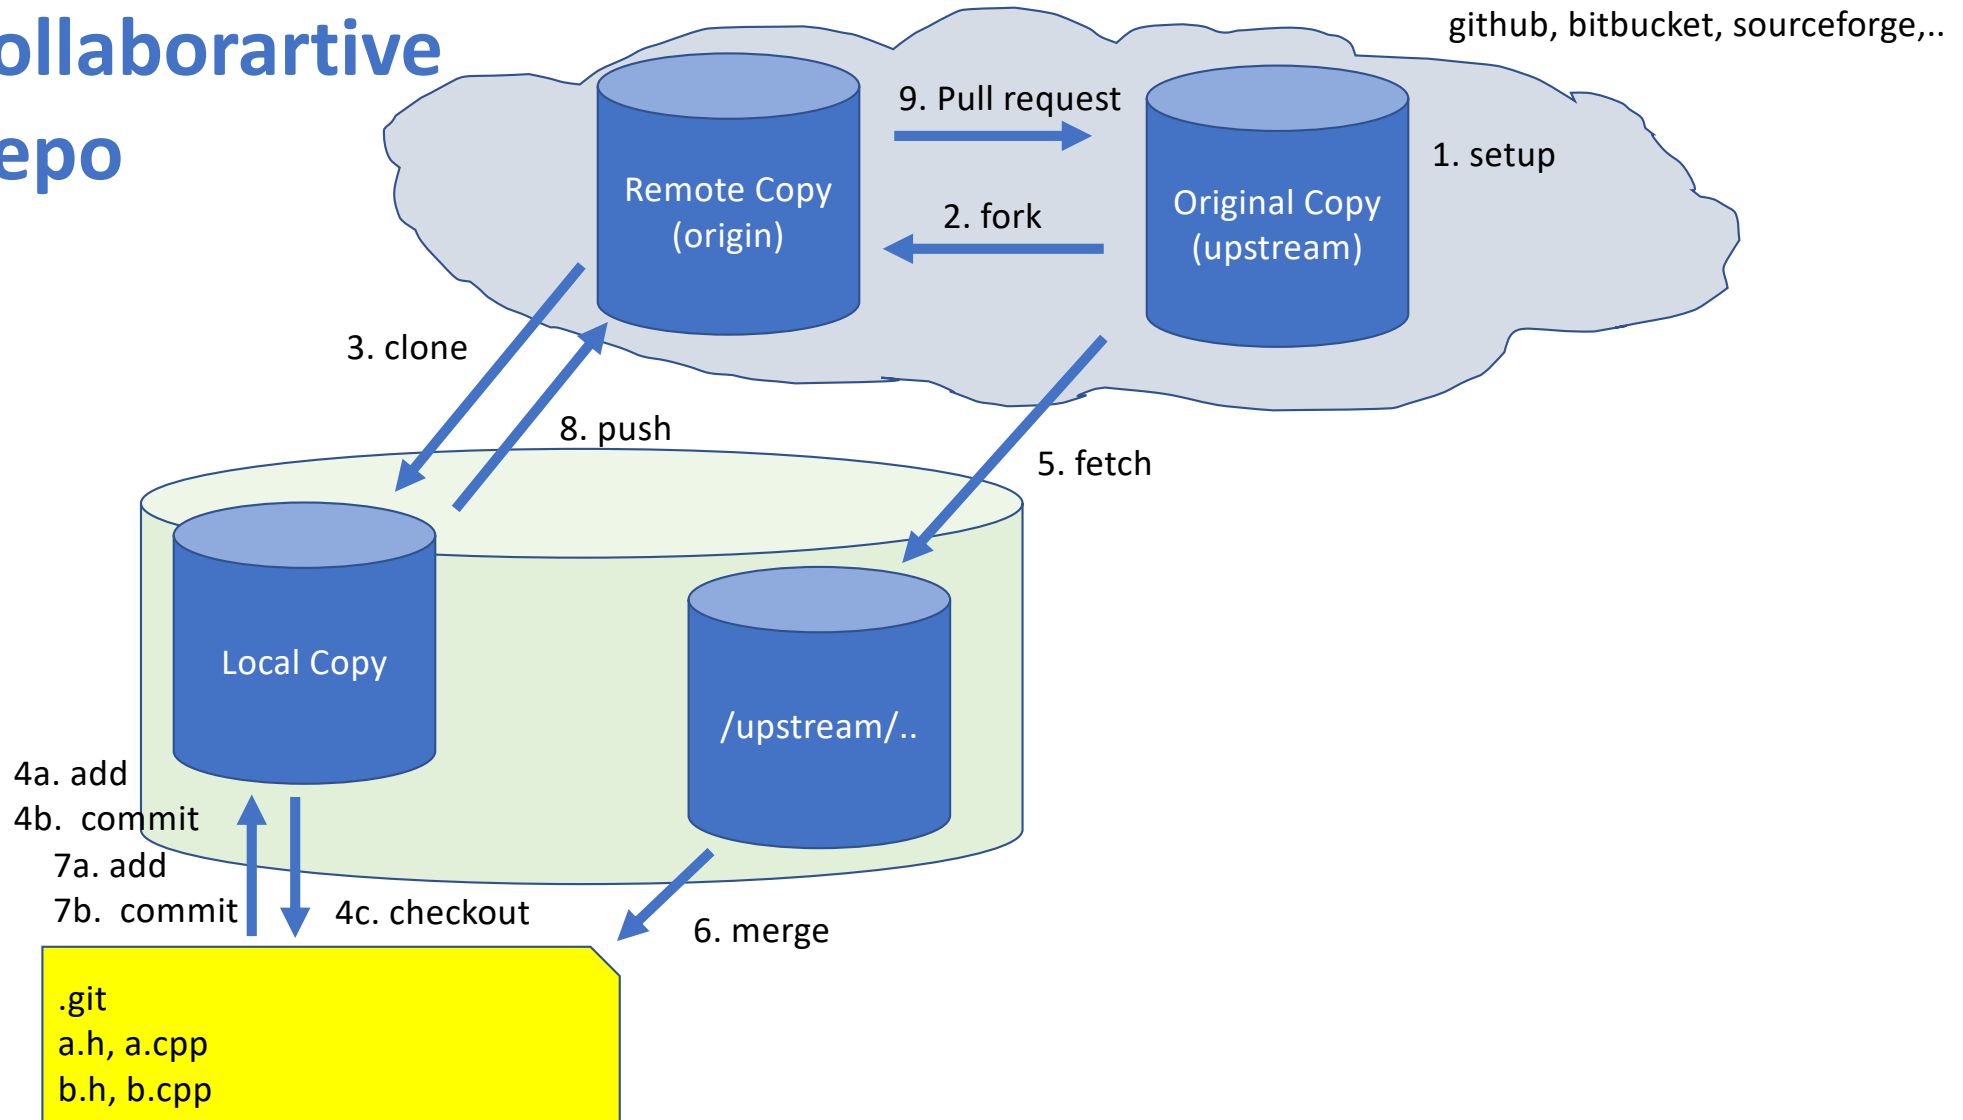 ollaborartive
epo
github, bitbucket, sourceforge,..
9. Pull request
1. setup
Remote Copy
(origin)
2. fork
Original Copy
(upstream)
3. clone
8. push
5. fetch
Local Copy
/upstream/..
4a. add
4b.  commit
7a. add
7b.  commit
4c. checkout
6. merge
.git
a.h, a.cpp
b.h, b.cpp